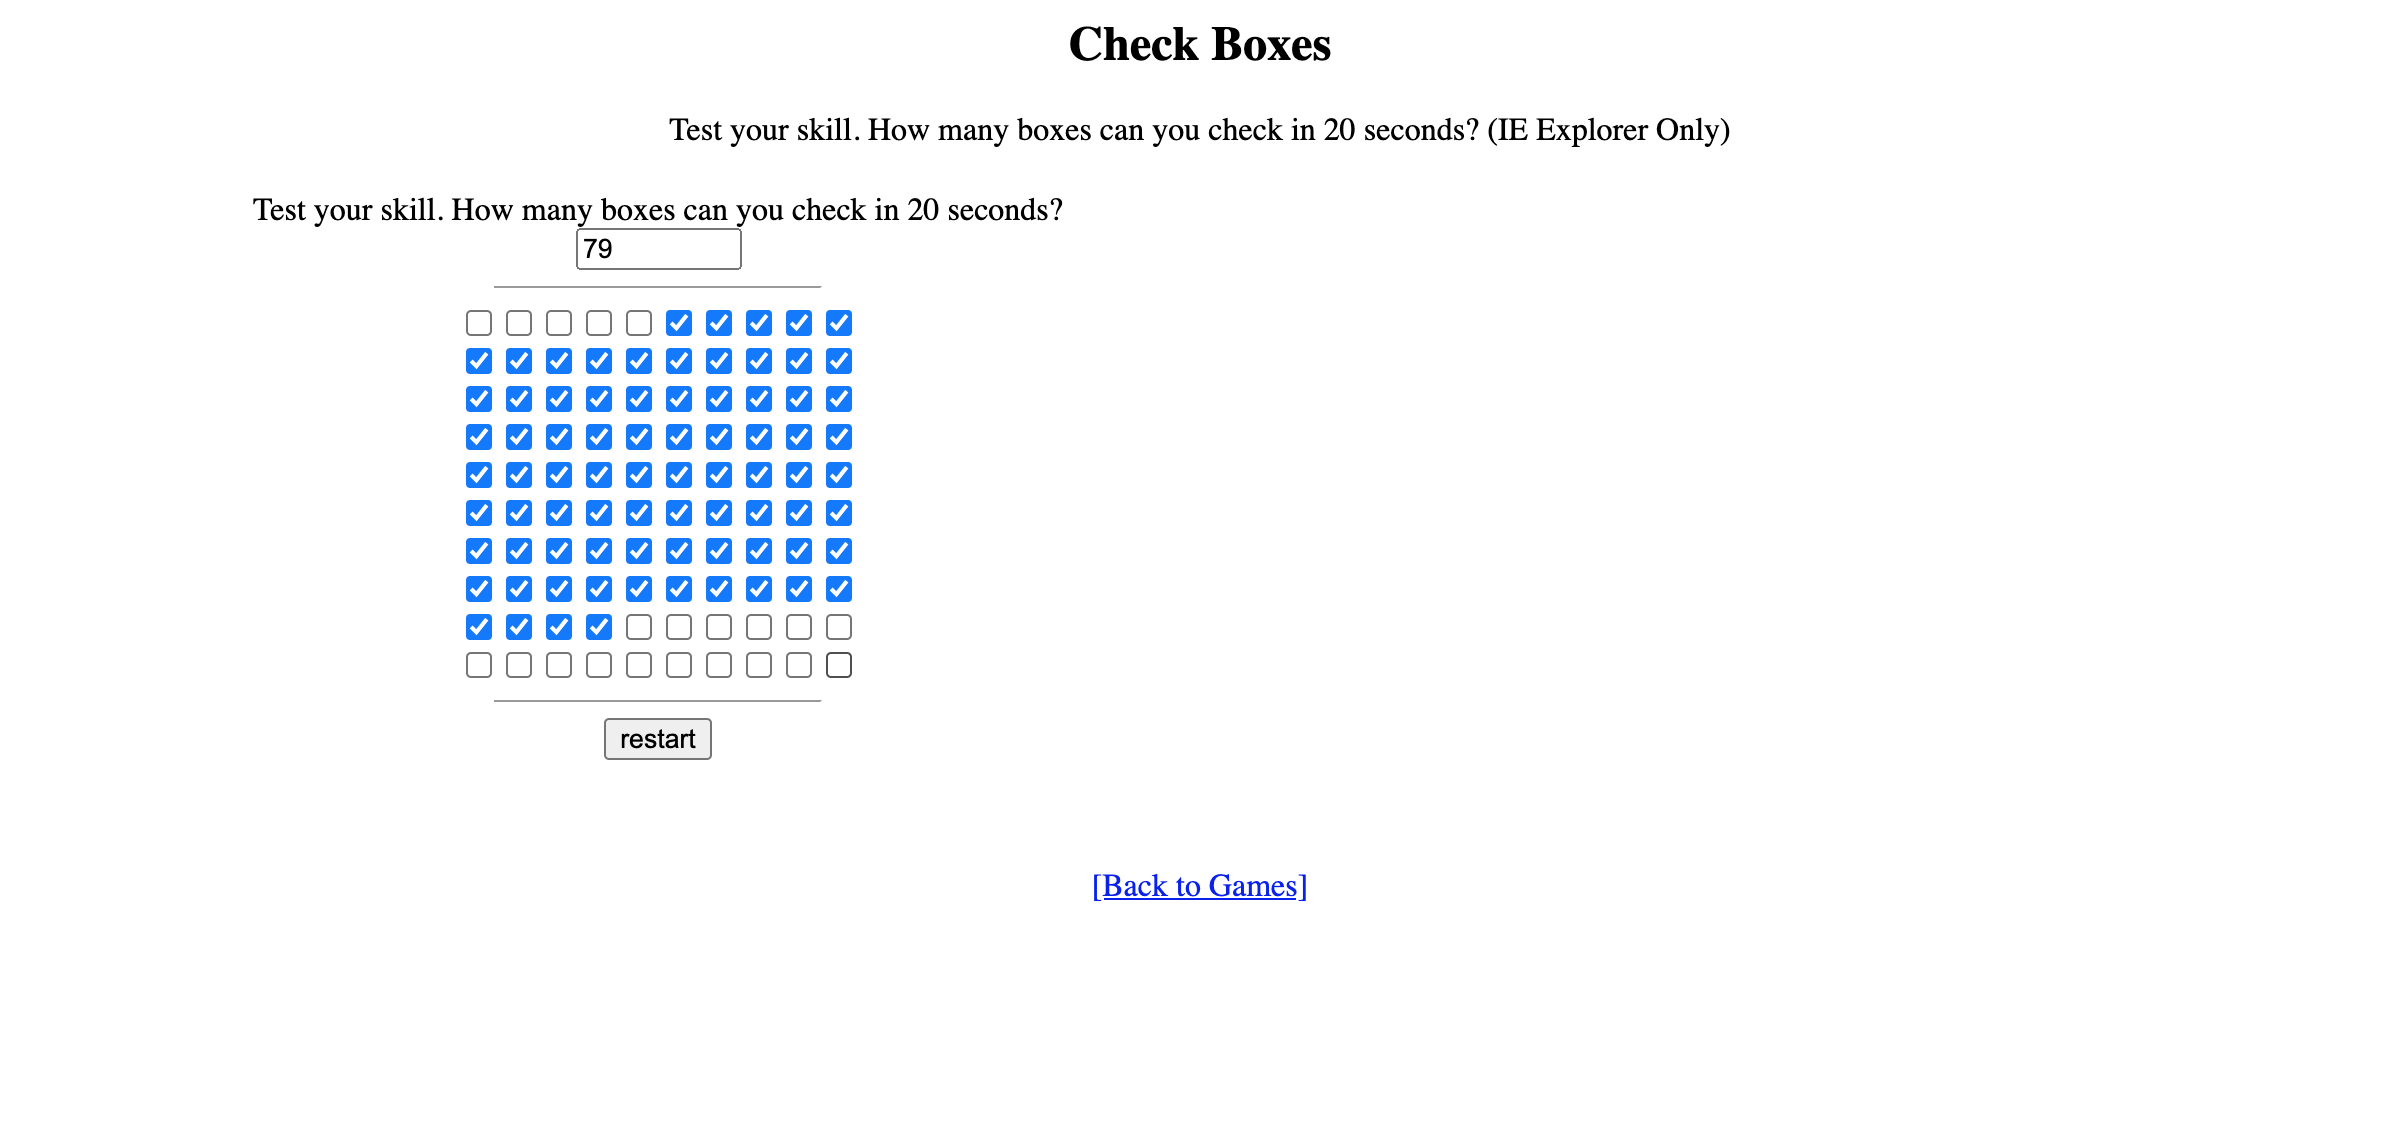 Check Boxes
Test your skill. How many boxes can you check in 20 seconds? (IE Explorer Only)
Test your skill. How many boxes can you check in 20 seconds?
79
restart
[Back to Games]